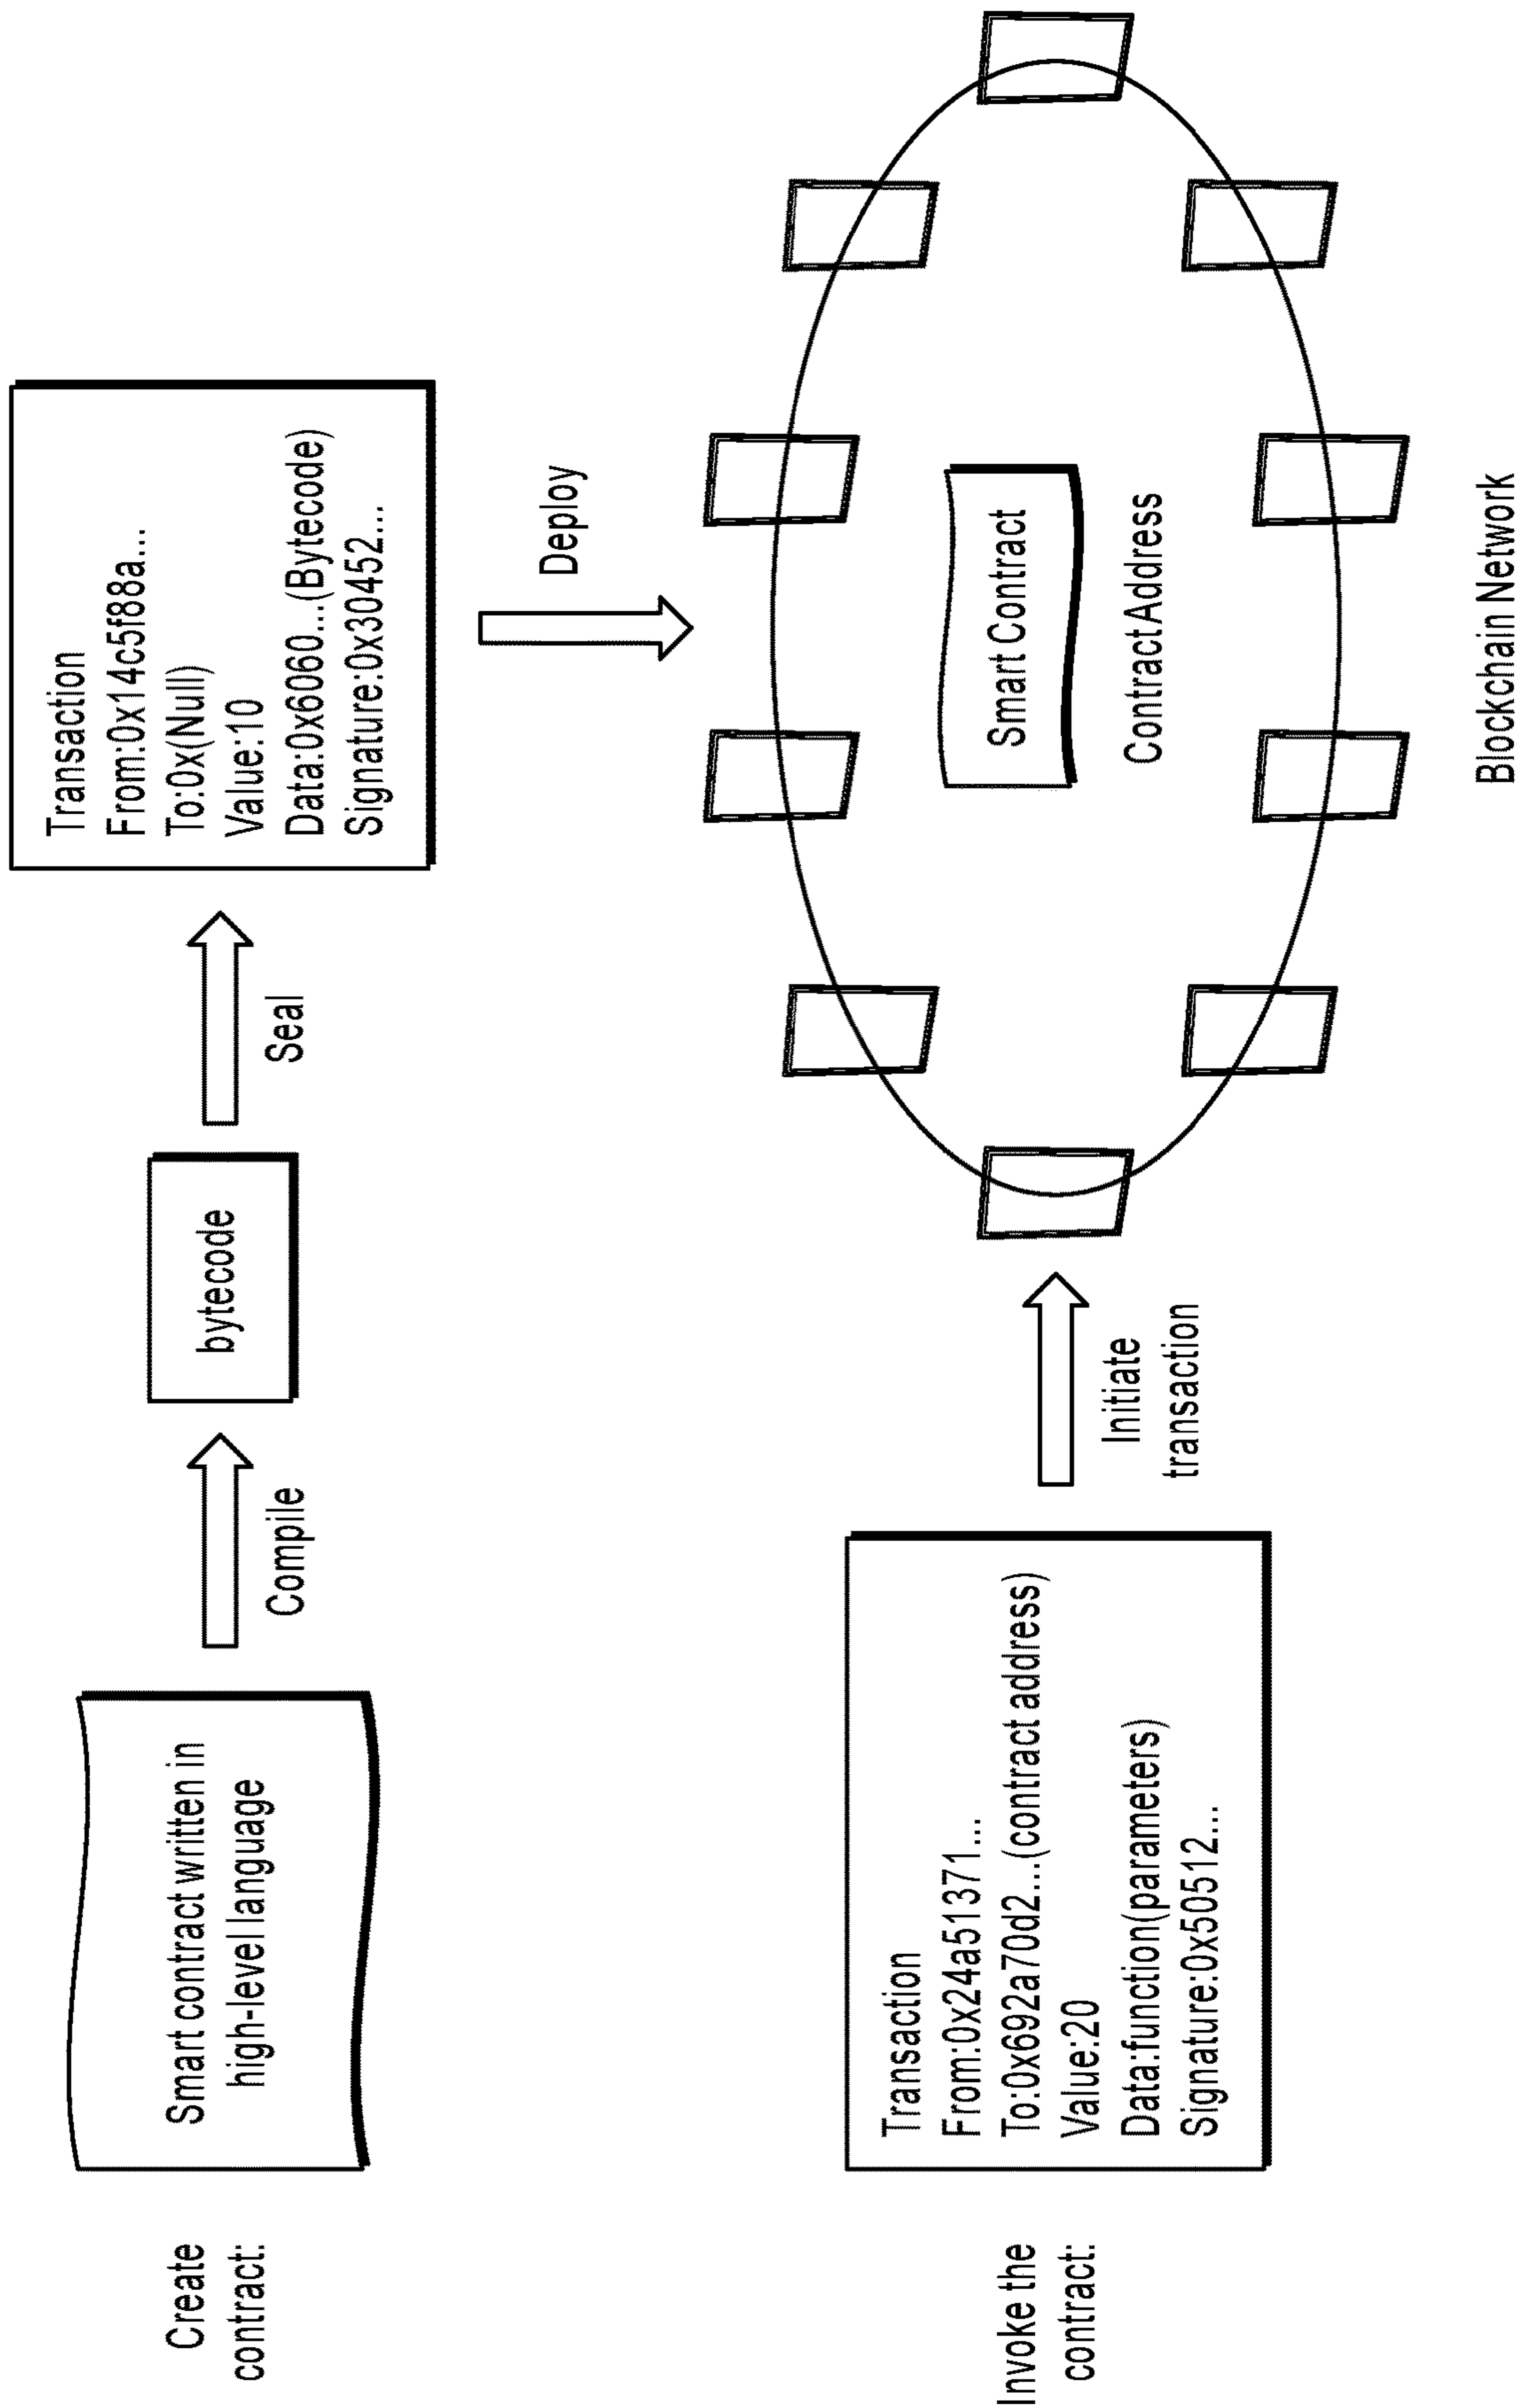 Create
contract:
Smart contract written in
high-level language
Compile
bytecode
Seal
Transaction
From:0x14c5f88a...
To:0x(Null)
Value:10
Data:0x6060...(Bytecode)
Signature:0x30452...
Deploy
Invoke the
contract:
Transaction
From:0x24a51371...
To:0x692a70d2...(contract address)
Value:20
Data:function(parameters)
Signature:0x50512...
Initiate
transaction
Smart Contract
Contract Address
Blockchain Network